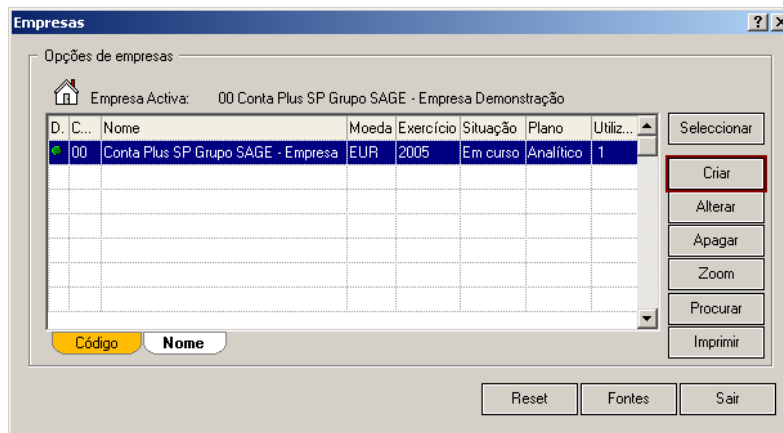 Empresas
Opções de empresas
Empresa Activa: 00 Conta Plus SP Grupo SAGE - Empresa Demonstração
D. C... Nome Moeda Exercício Situação Plano Utiliz...
00 Conta Plus SP Grupo SAGE - Empresa EUR 2005 Em curso Analítico 1
Seleccionar
Criar
Alterar
Apagar
Zoom
Procurar
Imprimir
Código Nome
Reset Fontes Sair